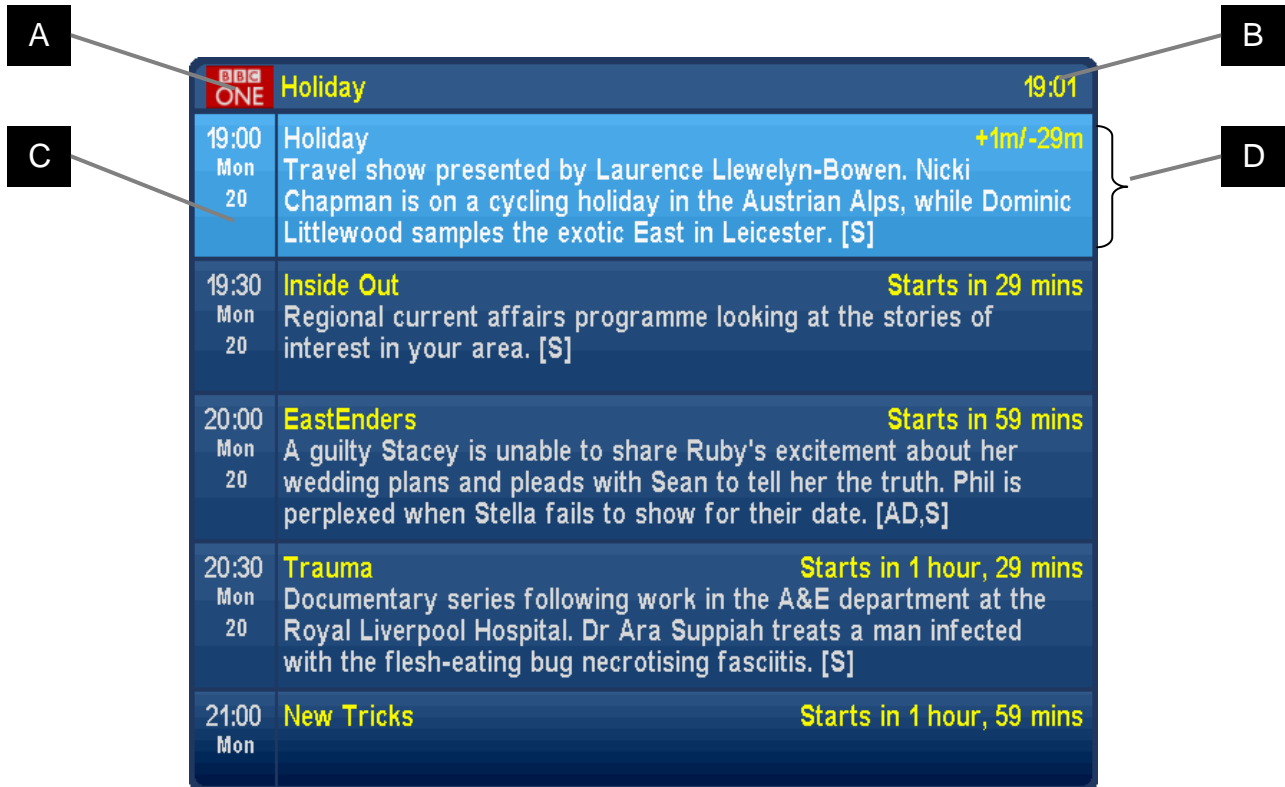 A
B
BBC
ONE
Holiday
19:01
C
D
19:00
Mon
20
Holiday
+1m/-29m
Travel show presented by Laurence Llewelyn-Bowen. Nicki
Chapman is on a cycling holiday in the Austrian Alps, while Dominic
Littlewood samples the exotic East in Leicester. [S]
19:30
Mon
20
Inside Out
Starts in 29 mins
Regional current affairs programme looking at the stories of
interest in your area. [S]
20:00
Mon
20
EastEnders
Starts in 59 mins
A guilty Stacey is unable to share Ruby's excitement about her
wedding plans and pleads with Sean to tell her the truth. Phil is
perplexed when Stella fails to show for their date. [AD,S]
20:30
Mon
20
Trauma
Starts in 1 hour, 29 mins
Documentary series following work in the A&E department at the
Royal Liverpool Hospital. Dr Ara Suppiah treats a man infected
with the flesh-eating bug necrotising fasciitis. [S]
21:00
Mon
New Tricks
Starts in 1 hour, 59 mins